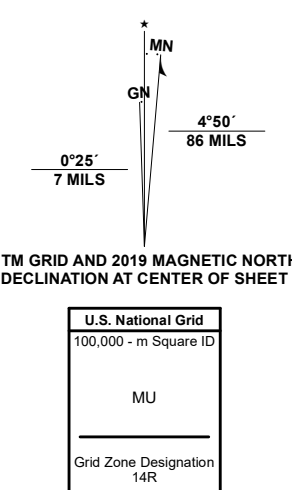 ★
MN
GN
4°50´
86 MILS
0°25´
7 MILS
TM GRID AND 2019 MAGNETIC NORTH
DECLINATION AT CENTER OF SHEET
U.S. National Grid
100,000 - m Square ID
MU
Grid Zone Designation
14R